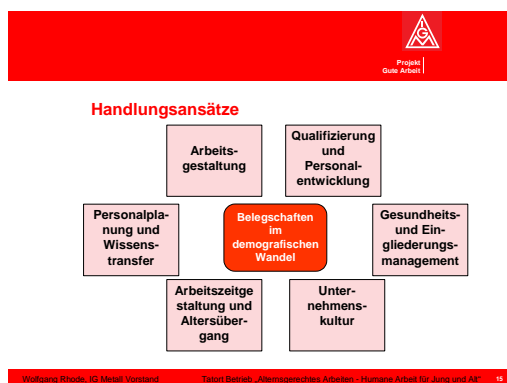 IGM
Projekt
Gute Arbeit
Handlungsansätze
Arbeits-
gestaltung
Qualifizierung
und
Personal-
entwicklung
Personalpla-
nung und
Wissens-
transfer
Belegschaften
im
demografischen
Wandel
Gesundheits-
und Ein-
gliederungs-
management
Arbeitszeitge
staltung und
Altersüber-
gang
Unter-
nehmens-
kultur
Wolfgang Rhode, IG Metall Vorstand Tatort Betrieb „Alternsgerechtes Arbeiten - Humane Arbeit für Jung und Alt“ 15